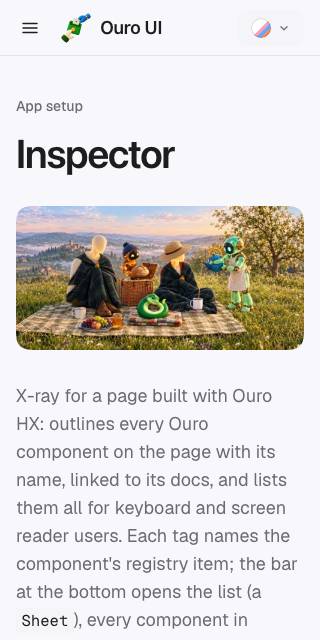 Ouro UI
App setup
Inspector
X-ray for a page built with Ouro
HX: outlines every Ouro
component on the page with its
name, linked to its docs, and lists
them all for keyboard and screen
reader users. Each tag names the
component's registry item; the bar
at the bottom opens the list (a
Sheet ), every component in